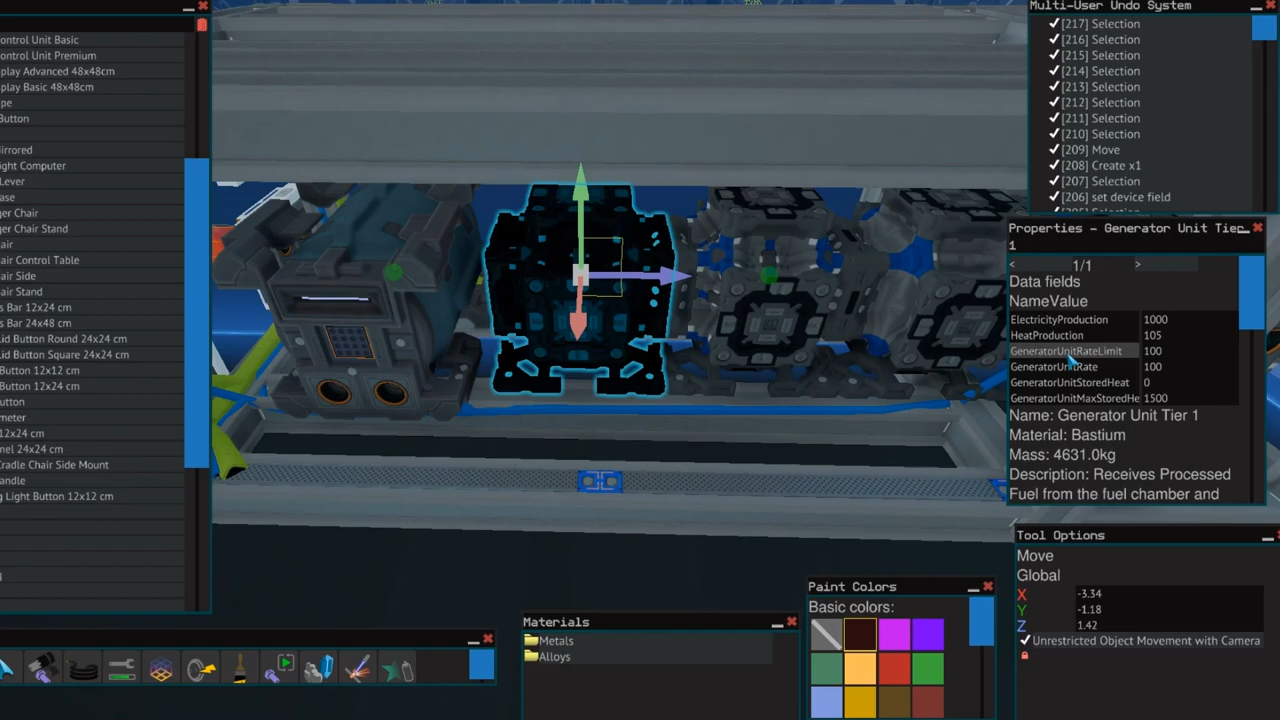 ontrol Unit Basic
ontrol Unit Premium
splay Advanced 48x48cm
splay Basic 48x48cm
pe
Button
irrored
ight Computer
Lever
ase
ger Chair
ger Chair Stand
air
air Control Table
air Side
air Stand
s Bar 12x24 cm
s Bar 24x48 cm
id Button Round 24x24 cm
id Button Square 24x24 cm
Button 12x12 cm
Button 12x24 cm
utton
meter
12x24 cm
nel 24x24 cm
Cradle Chair Side Mount
andle
g Light Button 12x12 cm
Multi-User Undo System
[217] Selection
[216] Selection
[215] Selection
[214] Selection
[213] Selection
[212] Selection
[211] Selection
[210] Selection
[209] Move
[208] Create x1
[207] Selection
[206] set device field
Properties - Generator Unit Tier
1
< 1/1 >
Data fields
NameValue
ElectricityProduction 1000
HeatProduction 105
GeneratorUnitRateLimit 100
GeneratorUnitRate 100
GeneratorUnitStoredHeat 0
GeneratorUnitMaxStoredHe 1500
Name: Generator Unit Tier 1
Material: Bastium
Mass: 4631.0kg
Description: Receives Processed
Fuel from the fuel chamber and
Tool Options
Move
Global
X -3.34
Y -1.18
Z 1.42
Unrestricted Object Movement with Camera
Paint Colors
Basic colors:
Materials
Metals
Alloys